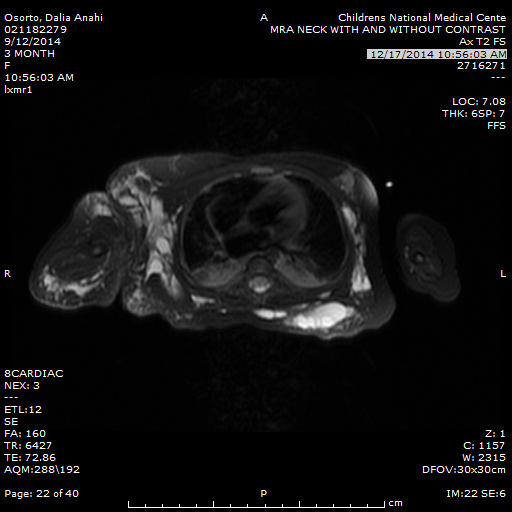 Osorto, Dalia Anahi
021182279
9/12/2014
3 MONTH
F
10:56:03 AM
lxmr1
A
Childrens National Medical Cente
MRA NECK WITH AND WITHOUT CONTRAST
Ax T2 FS
12/17/2014 10:56:03 AM
2716271
---
LOC: 7.08
THK: 6SP: 7
FFS
R
L
8CARDIAC
NEX: 3
---
ETL:12
SE
FA: 160
TR: 6427
TE: 72.86
AQM:288\192
Z: 1
C: 1157
W: 2315
DFOV:30x30cm
Page: 22 of 40
P
IM:22 SE:6
cm